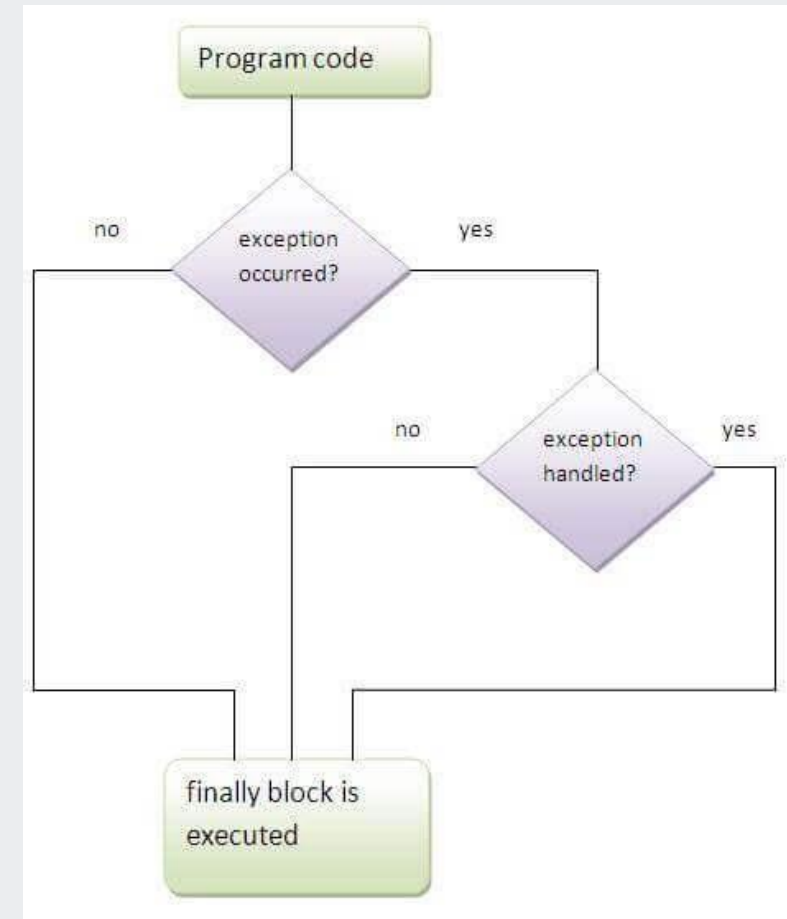 Program code
no
exception
occurred?
yes
no
exception
handled?
yes
finally block is
executed